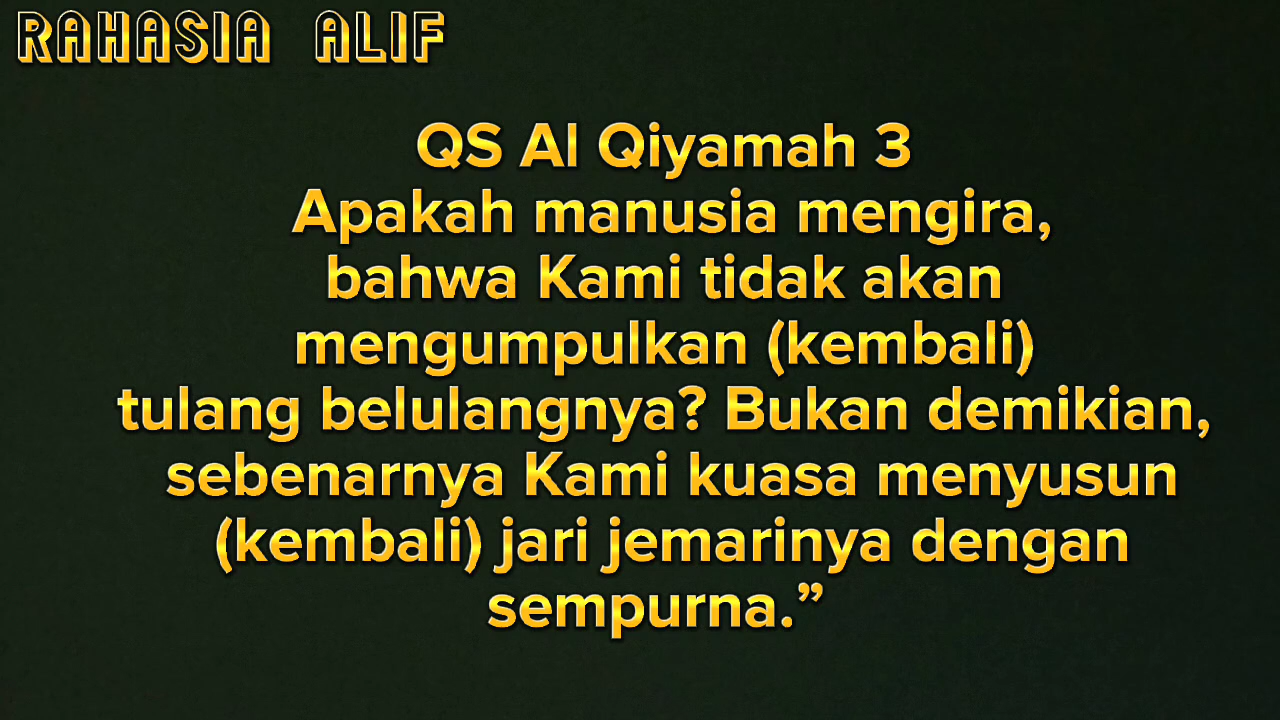 RAHASIA ALIF
QS Al Qiyamah 3
Apakah manusia mengira,
bahwa Kami tidak akan
mengumpulkan (kembali)
tulang belulangnya? Bukan demikian,
sebenarnya Kami kuasa menyusun
(kembali) jari jemarinya dengan
sempurna.”